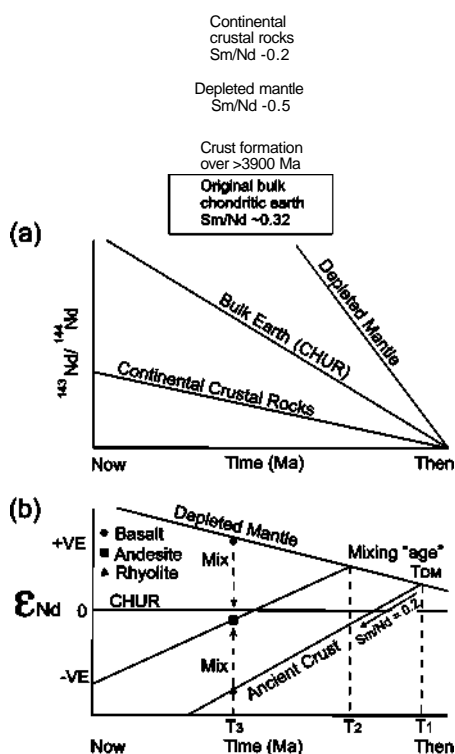 Continental
crustal rocks
Sm/Nd -0.2
Depleted mantle
Sm/Nd -0.5
Crust formation
over >3900 Ma
Original bulk
chondritic earth
Sm/Nd ~0.32
(a)
143Nd/ 144Nd
Depleted Mantle
Bulk Earth (CHUR)
Continental Crustal Rocks
Now Time (Ma) Then
(b)
+VE
Basalt
Andesite
Rhyolite
Depleted Mantle
Mix
Mixing "age"
TDM
εNd 0
CHUR
Sm/Nd = 0.2
Mix
Ancient Crust
-VE
T3 T2 T1
Now Time (Ma) Then